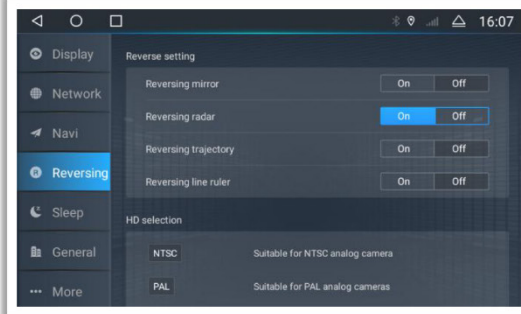 16:07
Display
Network
Navi
Reversing
Sleep
General
More
Reverse setting
Reversing mirror On Off
Reversing radar On Off
Reversing trajectory On Off
Reversing line ruler On Off
HD selection
NTSC Suitable for NTSC analog camera
PAL Suitable for PAL analog cameras